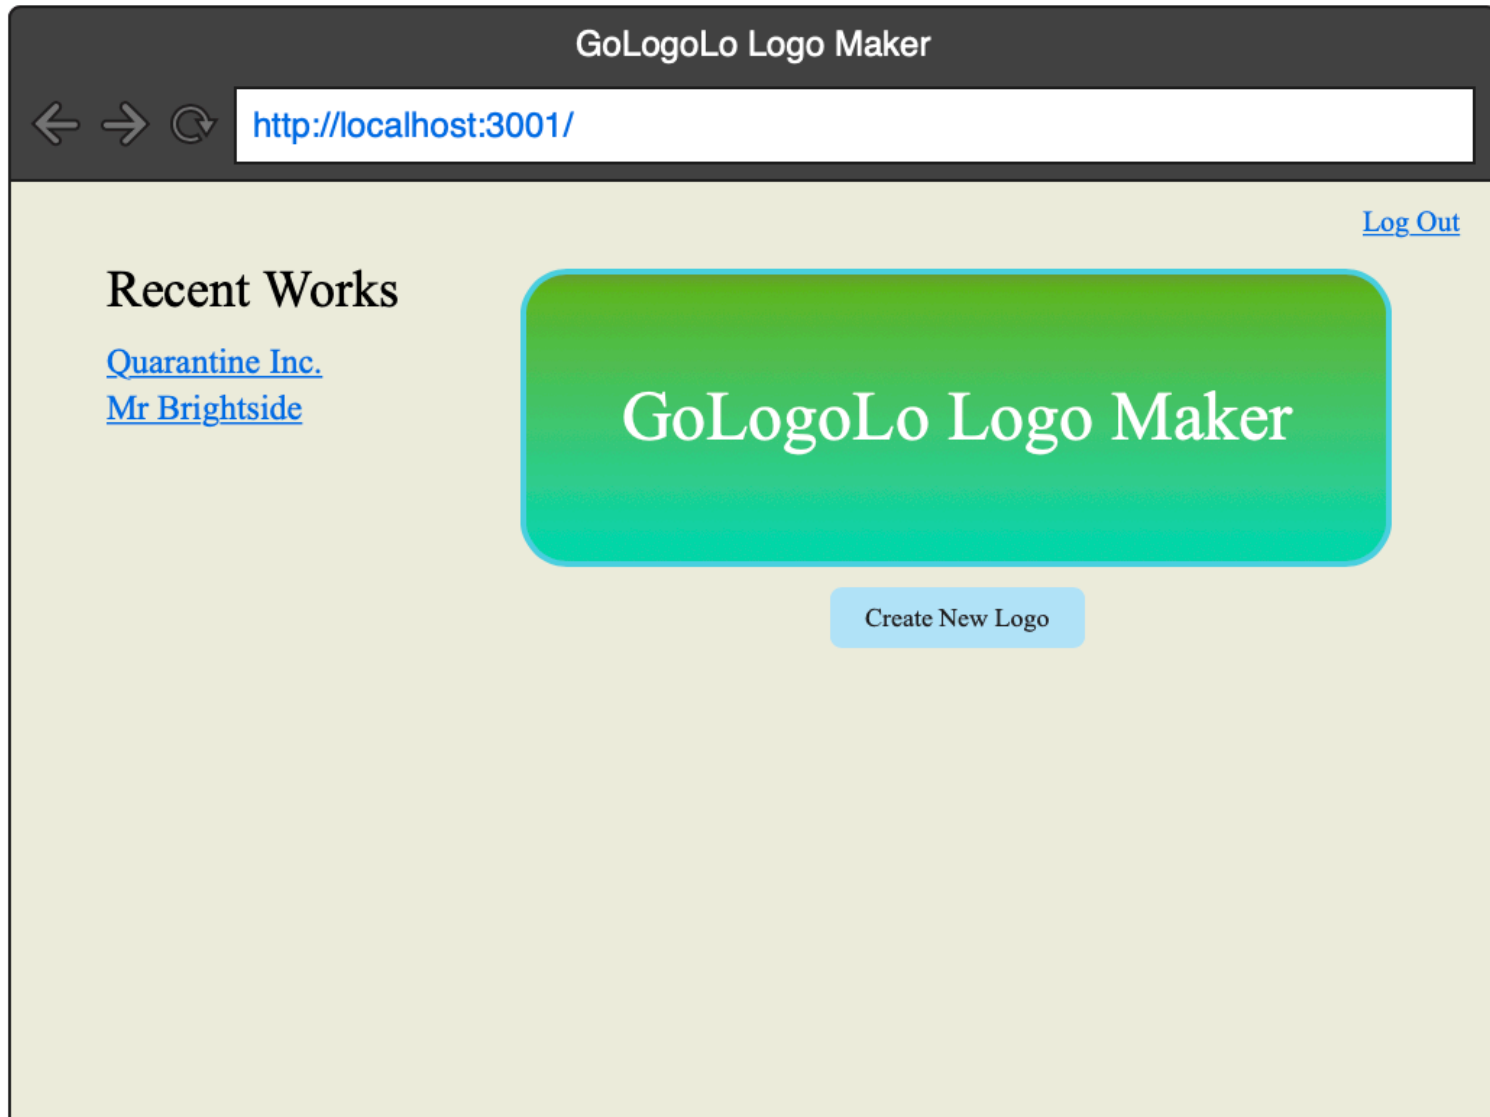 GoLogoLo Logo Maker
http://localhost:3001/
Log Out
Recent Works
Quarantine Inc.
Mr Brightside
GoLogoLo Logo Maker
Create New Logo